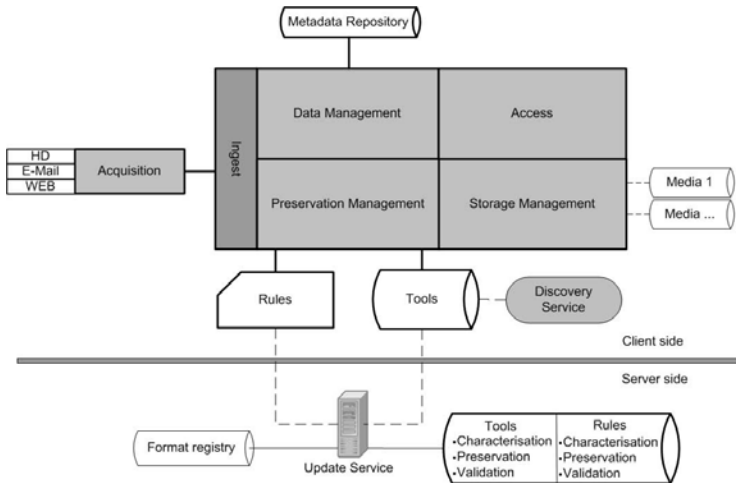 Metadata Repository
Data Management
Access
Ingest
HD
E-Mail
WEB
Acquisition
Preservation Management
Storage Management
Media 1
Media ...
Rules
Tools
Discovery
Service
Client side
Server side
Format registry
Update Service
Tools
•Characterisation
•Preservation
•Validation
Rules
•Characterisation
•Preservation
•Validation